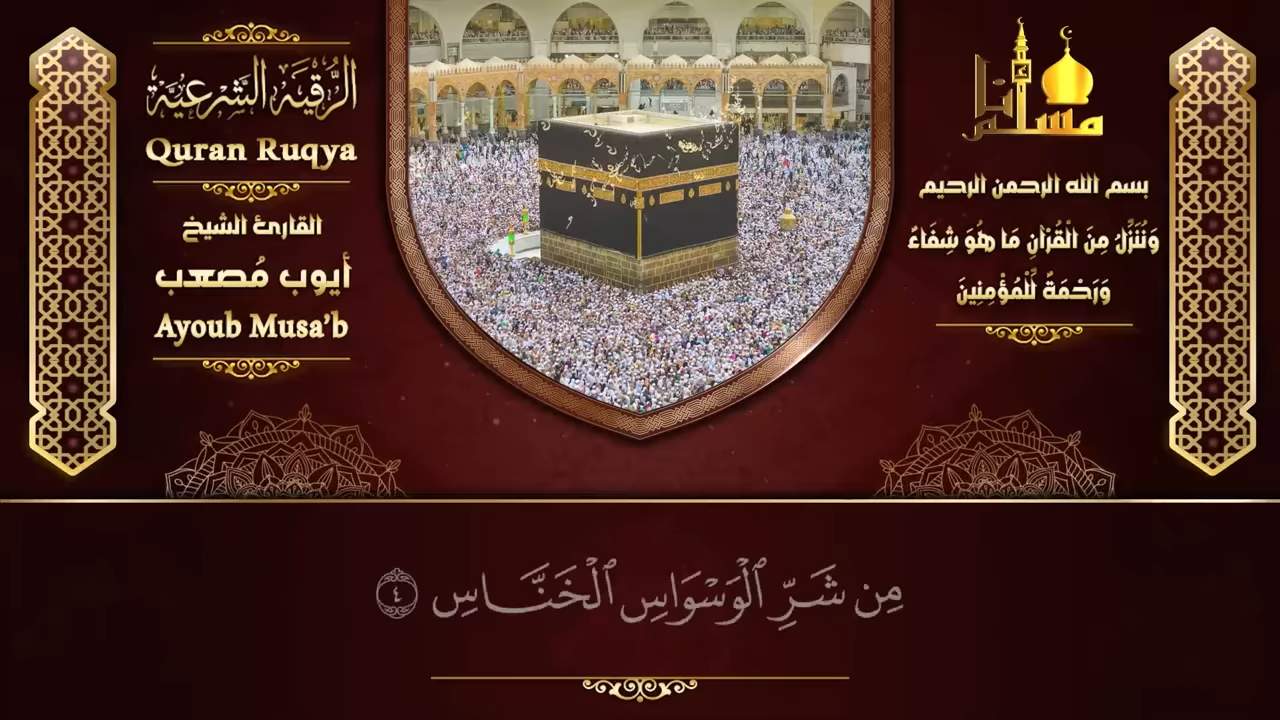 الرُّقيَة الشَّرعيَّة
Quran Ruqya
القارئ الشيخ
أيوب مُصعب
Ayoub Musa’b
أنا مسلم
بسم الله الرحمن الرحيم
وَنُنَزِّلُ مِنَ الْقُرْآنِ مَا هُوَ شِفَاءٌ
وَرَحْمَةٌ لِّلْمُؤْمِنِينَ
مِن شَرِّ ٱلْوَسْوَاسِ ٱلْخَنَّاسِ ٤